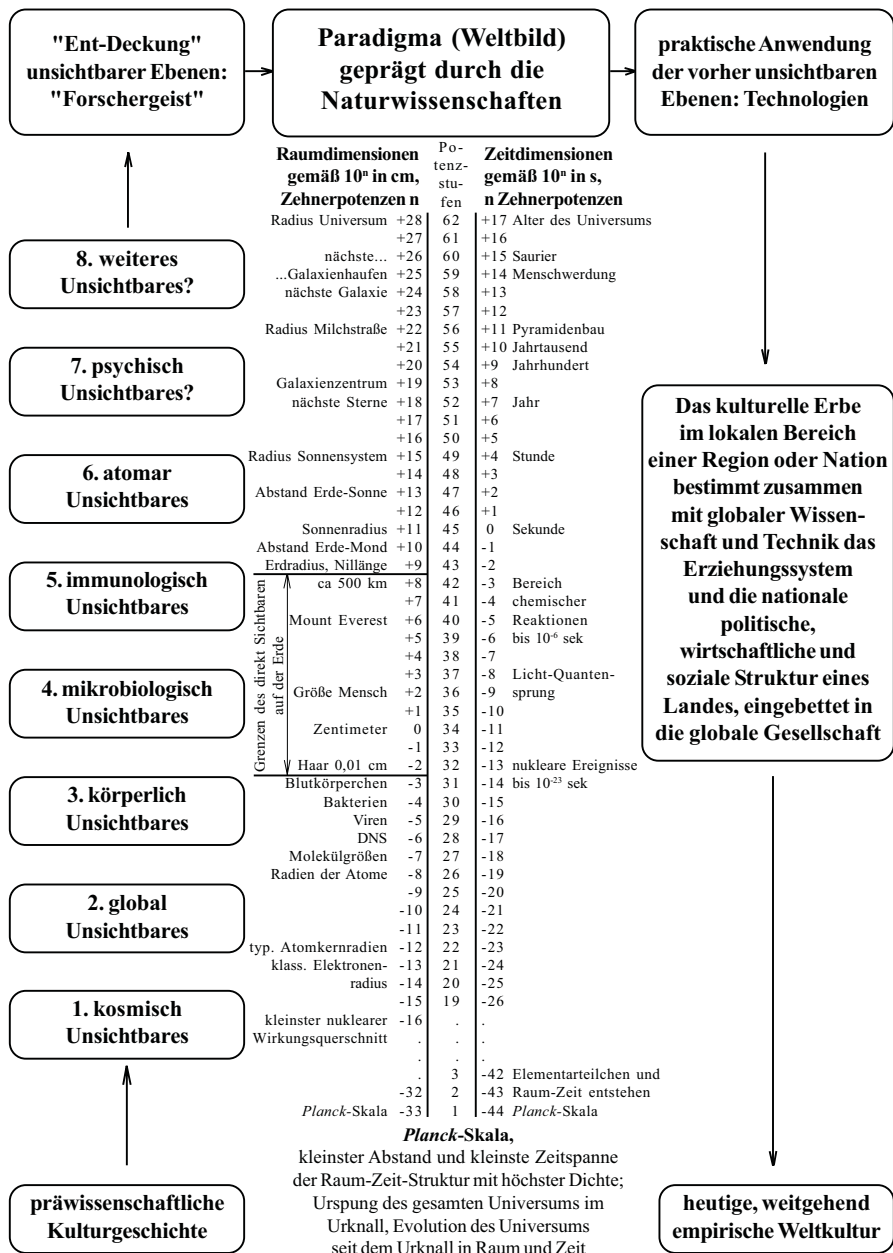 "Ent-Deckung"
unsichtbarer Ebenen:
"Forschergeist"
Paradigma (Weltbild)
geprägt durch die
Naturwissenschaften
praktische Anwendung
der vorher unsichtbaren
Ebenen: Technologien
8. weiteres
Unsichtbares?
7. psychisch
Unsichtbares?
6. atomar
Unsichtbares
5. immunologisch
Unsichtbares
4. mikrobiologisch
Unsichtbares
3. körperlich
Unsichtbares
2. global
Unsichtbares
1. kosmisch
Unsichtbares
präwissenschaftliche
Kulturgeschichte
Raumdimensionen
gemäß 10ⁿ in cm,
Zehnerpotenzen n
Po-
tenz-
stu-
fen
Zeitdimensionen
gemäß 10ⁿ in s,
n Zehnerpotenzen
Radius Universum +28 62 +17 Alter des Universums
+27 61 +16
nächste... +26 60 +15 Saurier
...Galaxienhaufen +25 59 +14 Menschwerdung
nächste Galaxie +24 58 +13
+23 57 +12
Radius Milchstraße +22 56 +11 Pyramidenbau
+21 55 +10 Jahrtausend
+20 54 +9 Jahrhundert
Galaxienzentrum +19 53 +8
nächste Sterne +18 52 +7 Jahr
+17 51 +6
+16 50 +5
Radius Sonnensystem +15 49 +4 Stunde
+14 48 +3
Abstand Erde-Sonne +13 47 +2
+12 46 +1
Sonnenradius +11 45 0 Sekunde
Abstand Erde-Mond +10 44 -1
Erdradius, Nillänge +9 43 -2
ca 500 km +8 42 -3 Bereich
+7 41 -4 chemischer
Mount Everest +6 40 -5 Reaktionen
+5 39 -6 bis 10⁻⁶ sek
+4 38 -7
+3 37 -8 Licht-Quanten-
Größe Mensch +2 36 -9 sprung
+1 35 -10
Zentimeter 0 34 -11
-1 33 -12
Haar 0,01 cm -2 32 -13 nukleare Ereignisse
Blutkörperchen -3 31 -14 bis 10⁻²³ sek
Bakterien -4 30 -15
Viren -5 29 -16
DNS -6 28 -17
Molekülgrößen -7 27 -18
Radien der Atome -8 26 -19
-9 25 -20
-10 24 -21
-11 23 -22
typ. Atomkernradien -12 22 -23
klass. Elektronen- -13 21 -24
radius -14 20 -25
-15 19 -26
kleinster nuklearer -16 . .
Wirkungsquerschnitt . . .
. . .
. 3 -42 Elementarteilchen und
-32 2 -43 Raum-Zeit entstehen
Planck-Skala -33 1 -44 Planck-Skala
Grenzen des direkt Sichtbaren
auf der Erde
Planck-Skala,
kleinster Abstand und kleinste Zeitspanne
der Raum-Zeit-Struktur mit höchster Dichte;
Urspung des gesamten Universums im
Urknall, Evolution des Universums
seit dem Urknall in Raum und Zeit
Das kulturelle Erbe
im lokalen Bereich
einer Region oder Nation
bestimmt zusammen
mit globaler Wissen-
schaft und Technik das
Erziehungssystem
und die nationale
politische,
wirtschaftliche und
soziale Struktur eines
Landes, eingebettet in
die globale Gesellschaft
heutige, weitgehend
empirische Weltkultur